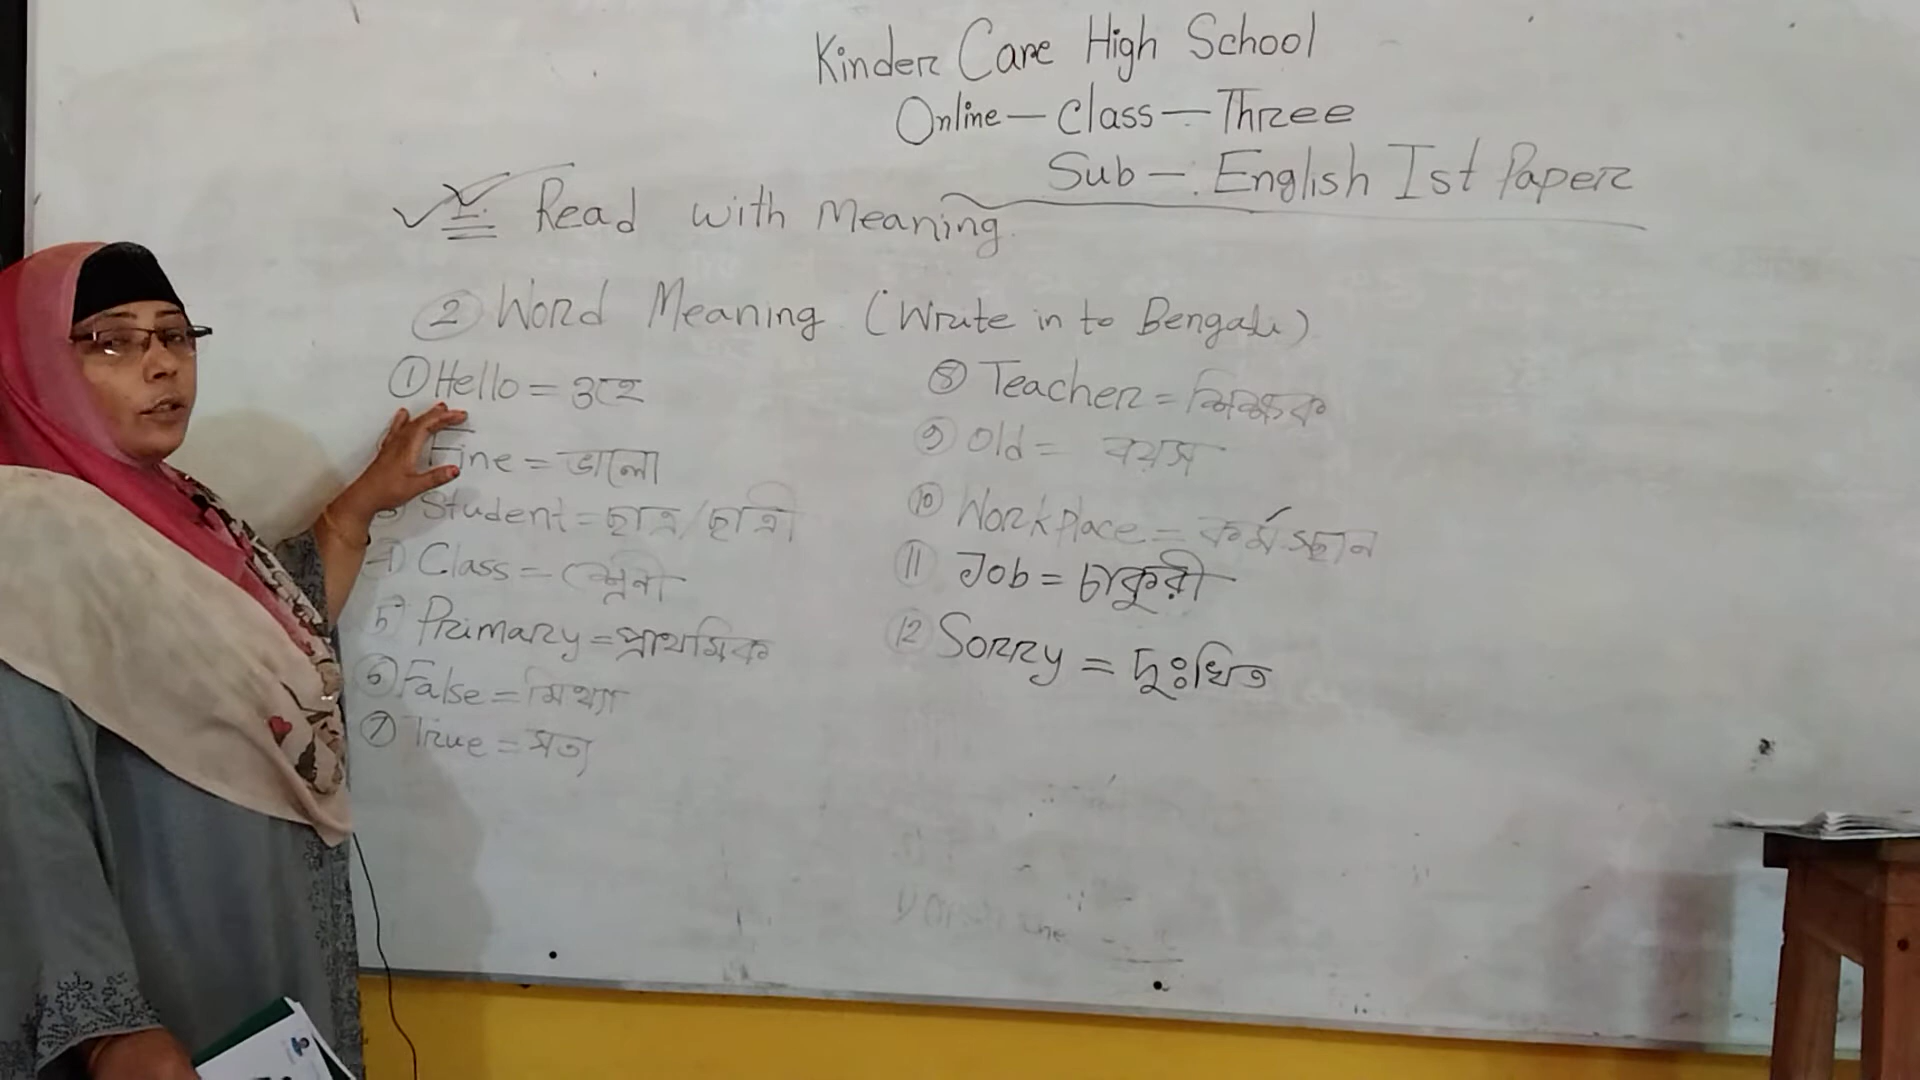 Kinder Care High School
Online — Class — Three
Sub — English Ist Paper
1. Read with Meaning
2 Word Meaning (Write in to Bengali)
1 Hello = ওহে
Fine = ভালো
3 Student = ছাত্র/ছাত্রী
4 Class = শ্রেনী
5 Primary = প্রাথমিক
6 False = মিথ্যা
7 True = সত্য
8 Teacher = শিক্ষক
9 Old = বয়স
10 Work place = কর্মস্থান
11 Job = চাকুরী
12 Sorry = দুঃখিত